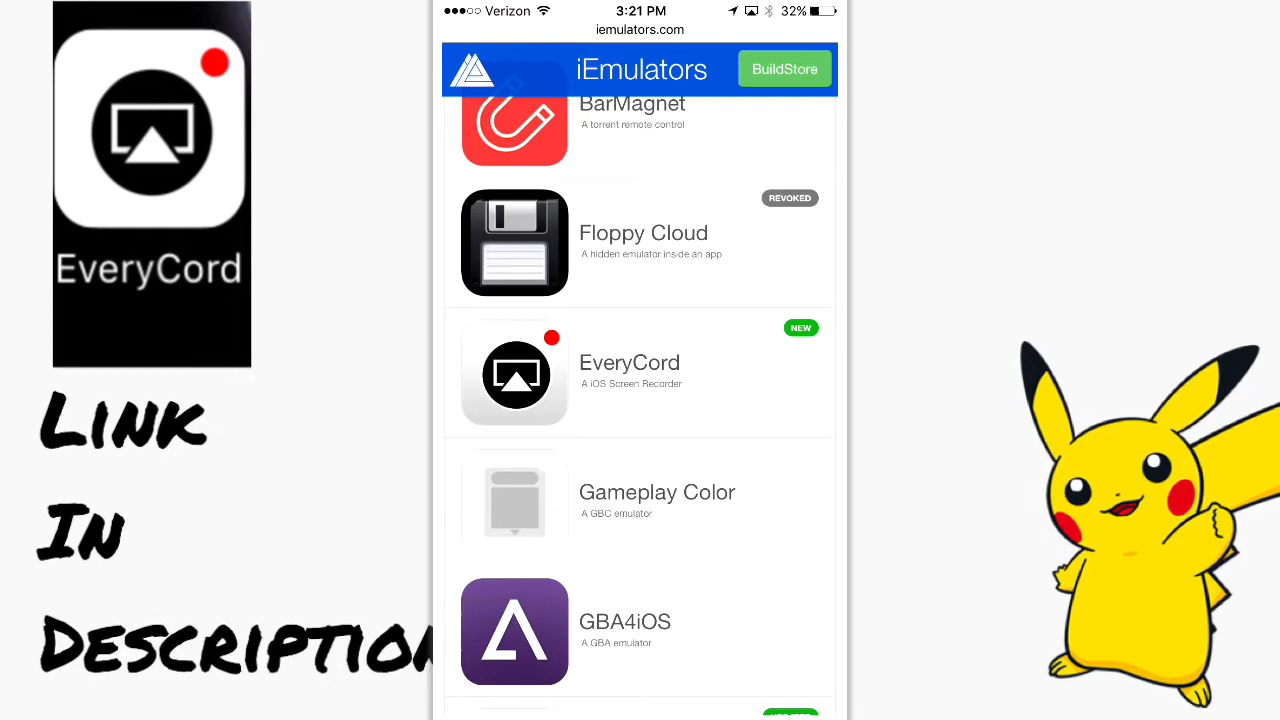 EveryCord
Link
In
Description
Verizon 3:21 PM 32%
iemulators.com
iEmulators BuildStore
BarMagnet
A torrent remote control
REVOKED
Floppy Cloud
A hidden emulator inside an app
NEW
EveryCord
A iOS Screen Recorder
Gameplay Color
A GBC emulator
GBA4iOS
A GBA emulator